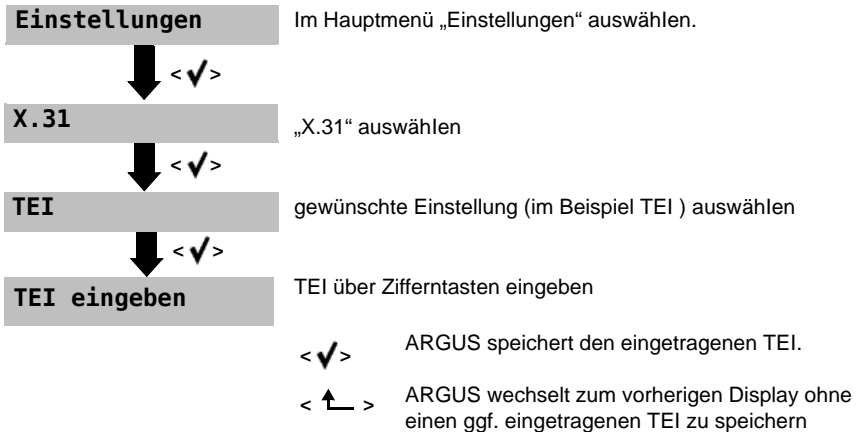 Einstellungen Im Hauptmenü „Einstellungen“ auswählen.
< ✓ >
X.31 „X.31“ auswählen
< ✓ >
TEI gewünschte Einstellung (im Beispiel TEI ) auswählen
< ✓ >
TEI eingeben TEI über Zifferntasten eingeben
< ✓ > ARGUS speichert den eingetragenen TEI.
< > ARGUS wechselt zum vorherigen Display ohne
einen ggf. eingetragenen TEI zu speichern